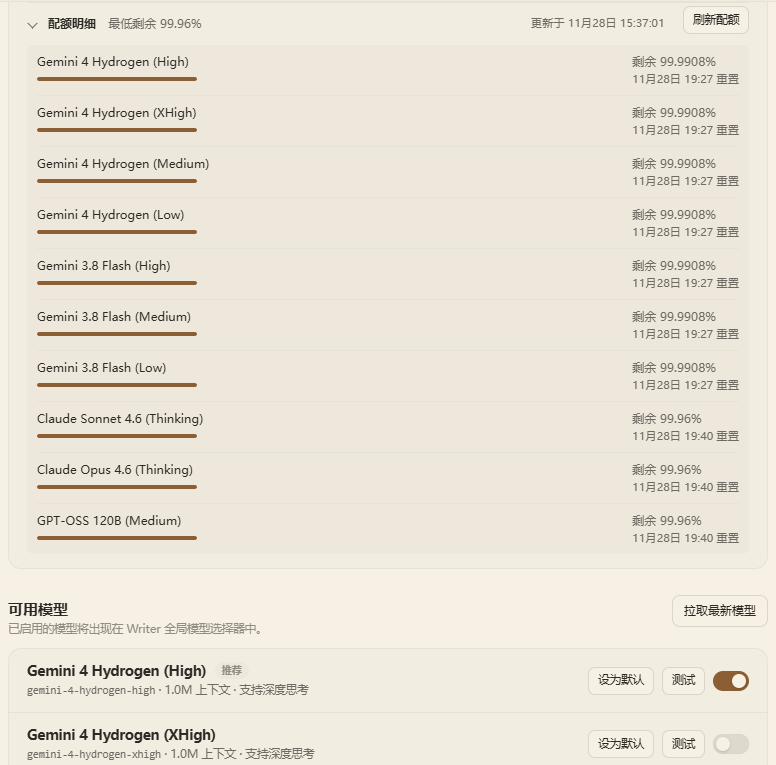 配额明细 最低剩余 99.96% 更新于 11月28日 15:37:01 刷新配额
Gemini 4 Hydrogen (High) 剩余 99.9908%
11月28日 19:27 重置
Gemini 4 Hydrogen (XHigh) 剩余 99.9908%
11月28日 19:27 重置
Gemini 4 Hydrogen (Medium) 剩余 99.9908%
11月28日 19:27 重置
Gemini 4 Hydrogen (Low) 剩余 99.9908%
11月28日 19:27 重置
Gemini 3.8 Flash (High) 剩余 99.9908%
11月28日 19:27 重置
Gemini 3.8 Flash (Medium) 剩余 99.9908%
11月28日 19:27 重置
Gemini 3.8 Flash (Low) 剩余 99.9908%
11月28日 19:27 重置
Claude Sonnet 4.6 (Thinking) 剩余 99.96%
11月28日 19:40 重置
Claude Opus 4.6 (Thinking) 剩余 99.96%
11月28日 19:40 重置
GPT-OSS 120B (Medium) 剩余 99.96%
11月28日 19:40 重置
可用模型 拉取最新模型
已启用的模型将出现在 Writer 全局模型选择器中。
Gemini 4 Hydrogen (High) 推荐 设为默认 测试
gemini-4-hydrogen-high · 1.0M 上下文 · 支持深度思考
Gemini 4 Hydrogen (XHigh) 设为默认 测试
gemini-4-hydrogen-xhigh · 1.0M 上下文 · 支持深度思考